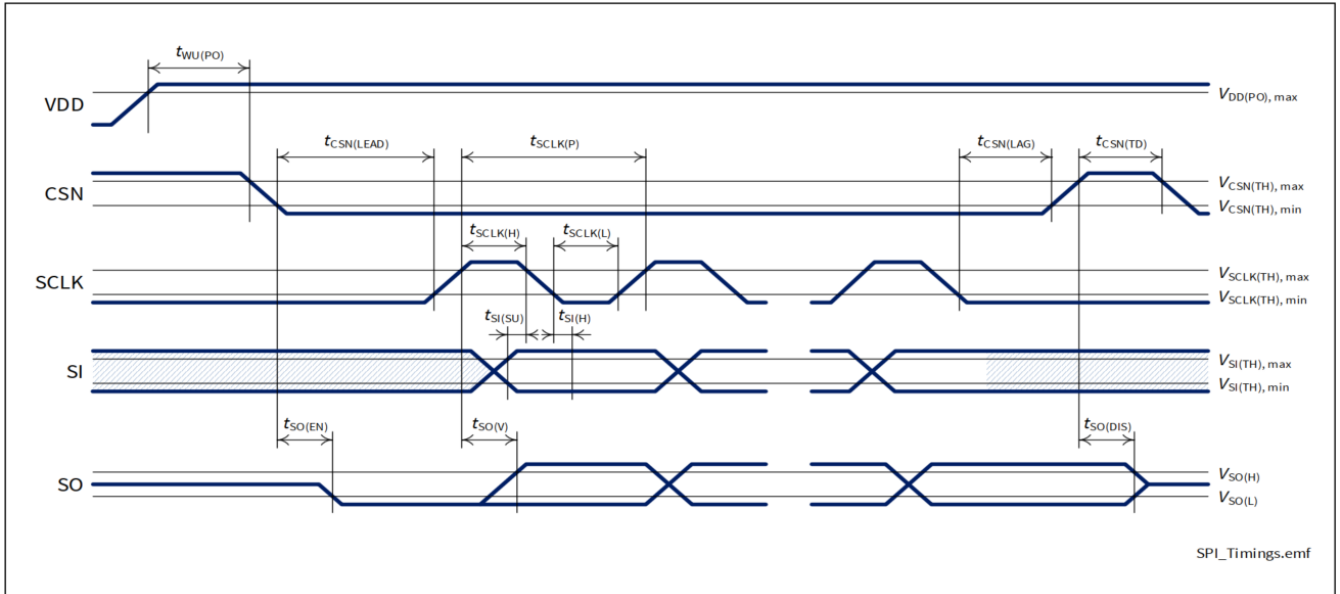 tWU(PO)
VDD
VDD(PO), max
tCSN(LEAD)
tSCLK(P)
tCSN(LAG)
tCSN(TD)
CSN
VCSN(TH), max
VCSN(TH), min
tSCLK(H)
tSCLK(L)
SCLK
VSCLK(TH), max
VSCLK(TH), min
tSI(SU)
tSI(H)
SI
VSI(TH), max
VSI(TH), min
tSO(EN)
tSO(V)
tSO(DIS)
SO
VSO(H)
VSO(L)
SPI_Timings.emf